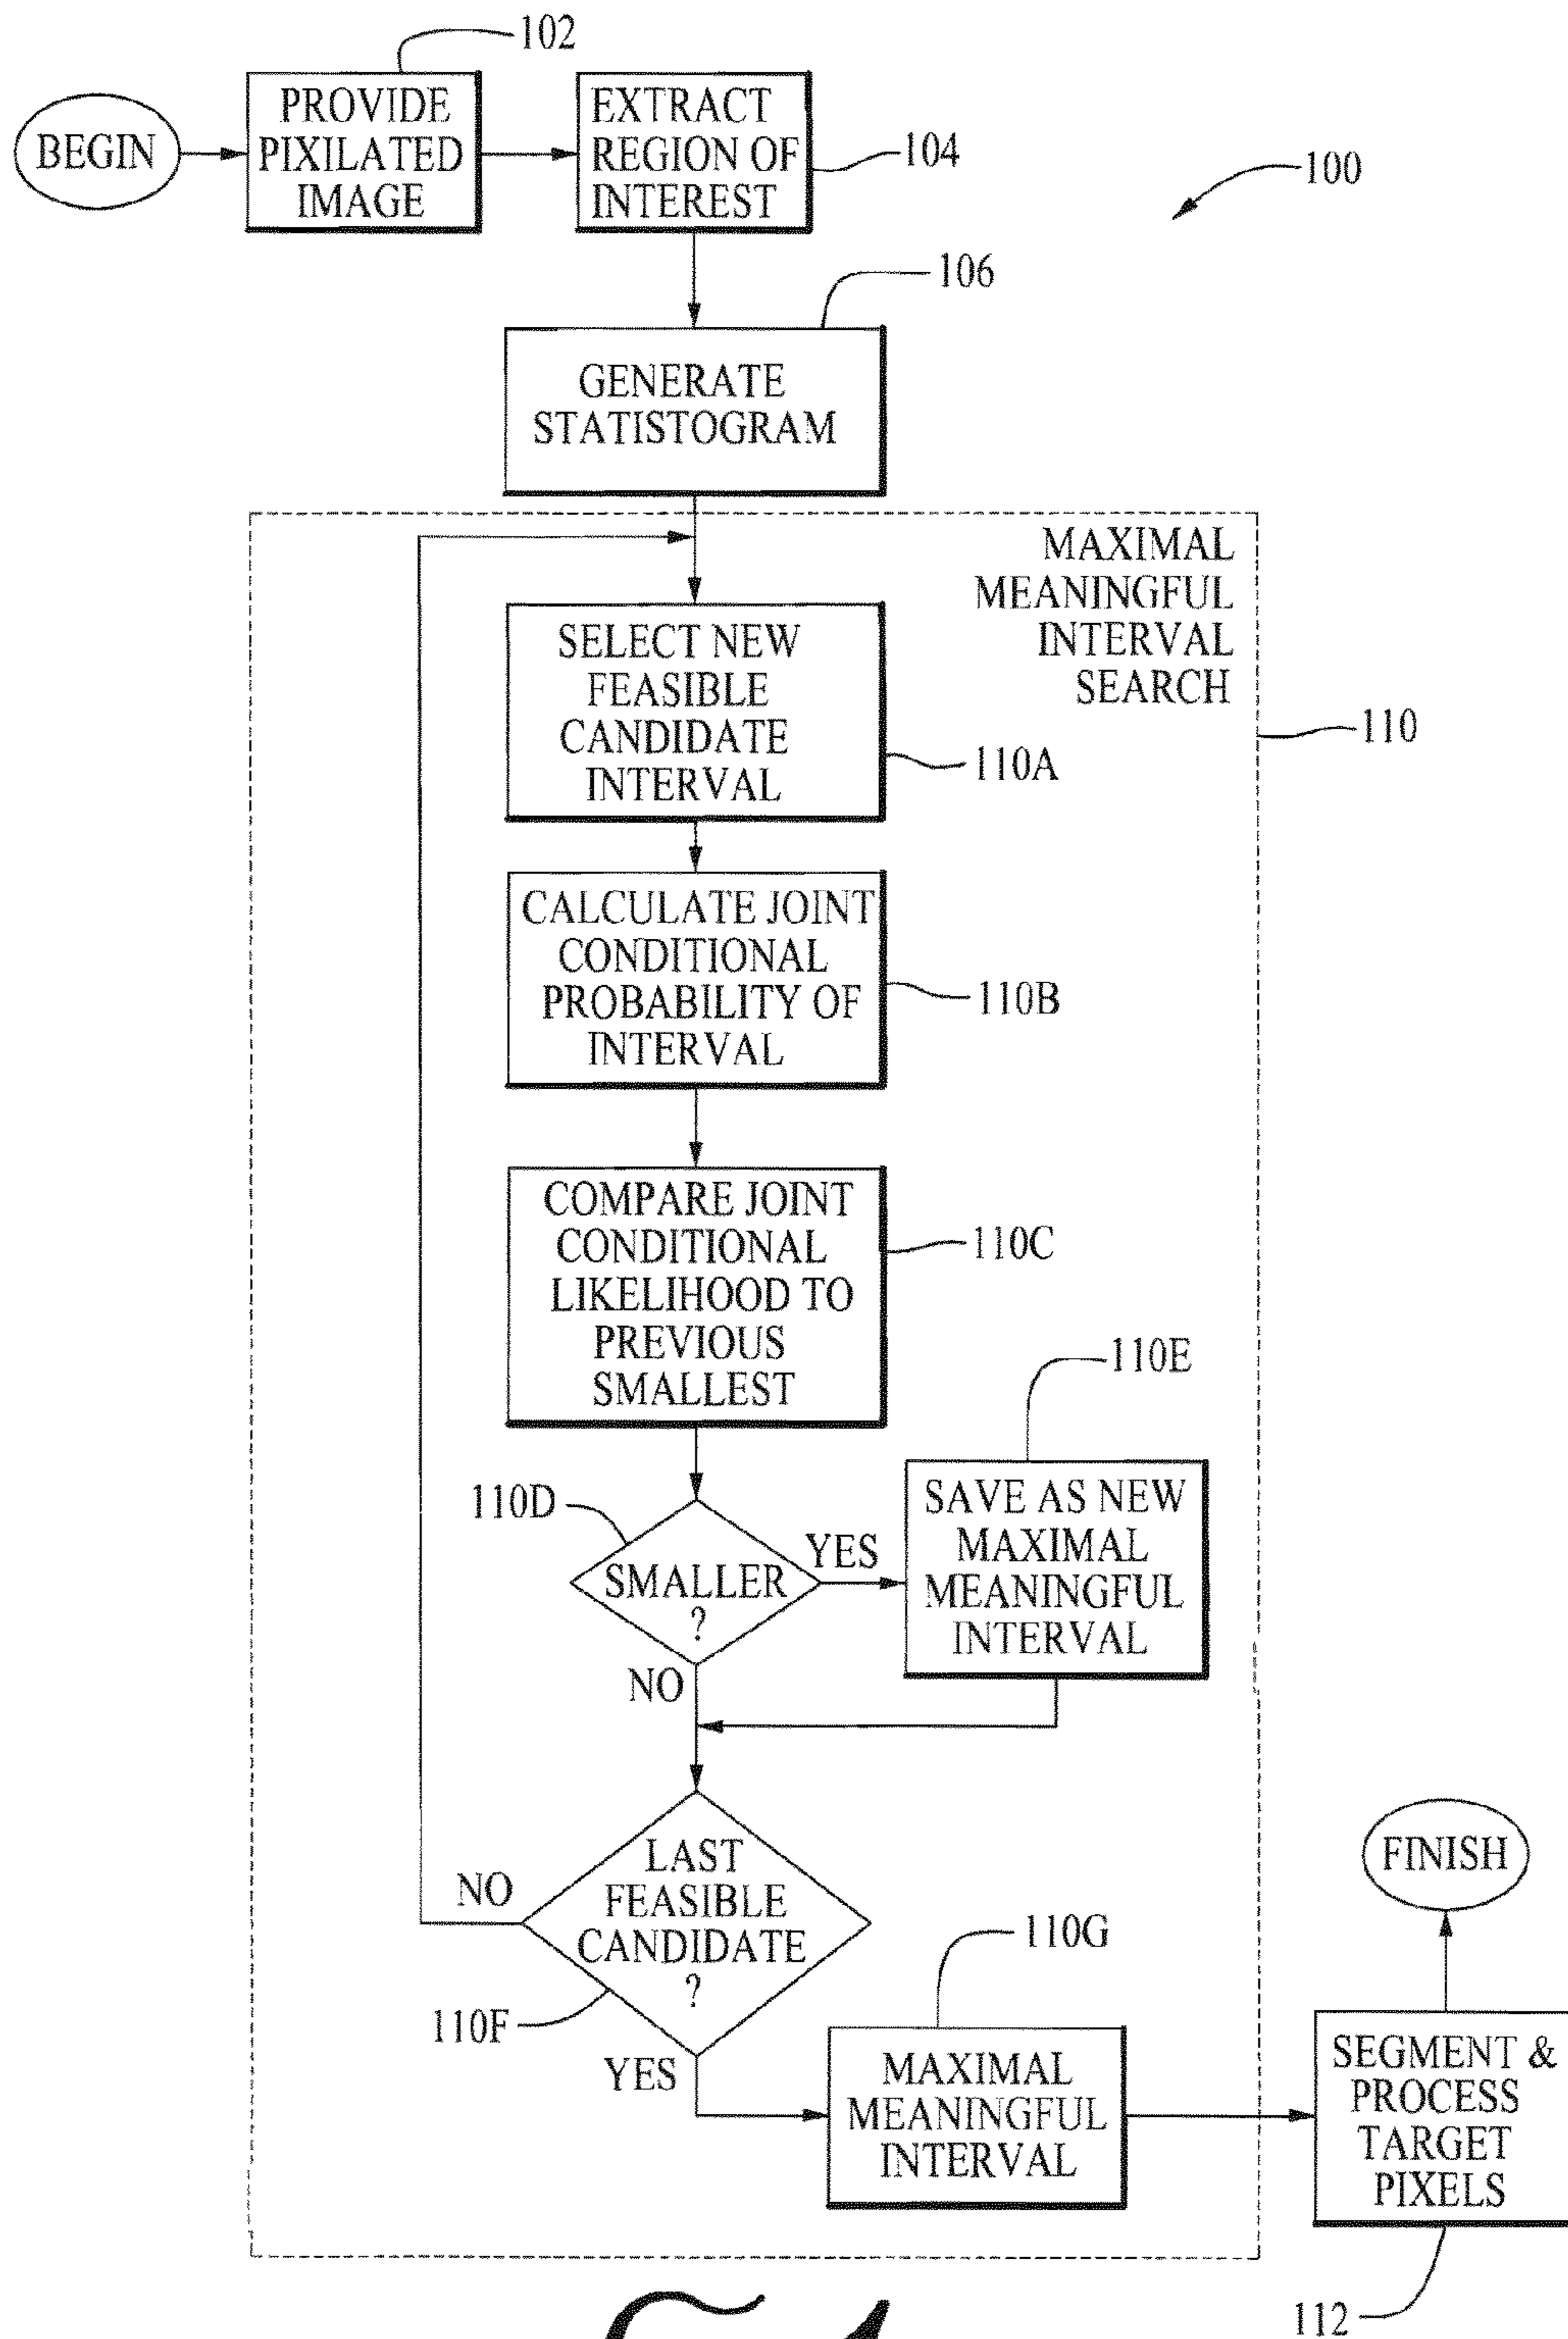 102
BEGIN
PROVIDE
PIXILATED
IMAGE
EXTRACT
REGION OF
INTEREST
104
100
106
GENERATE
STATISTOGRAM
MAXIMAL
MEANINGFUL
INTERVAL
SEARCH
110
SELECT NEW
FEASIBLE
CANDIDATE
INTERVAL
110A
CALCULATE JOINT
CONDITIONAL
PROBABILITY OF
INTERVAL
110B
COMPARE JOINT
CONDITIONAL
LIKELIHOOD TO
PREVIOUS
SMALLEST
110C
110D
SMALLER
?
YES
NO
110E
SAVE AS NEW
MAXIMAL
MEANINGFUL
INTERVAL
LAST
FEASIBLE
CANDIDATE
?
NO
110F
YES
110G
MAXIMAL
MEANINGFUL
INTERVAL
FINISH
SEGMENT &
PROCESS
TARGET
PIXELS
112